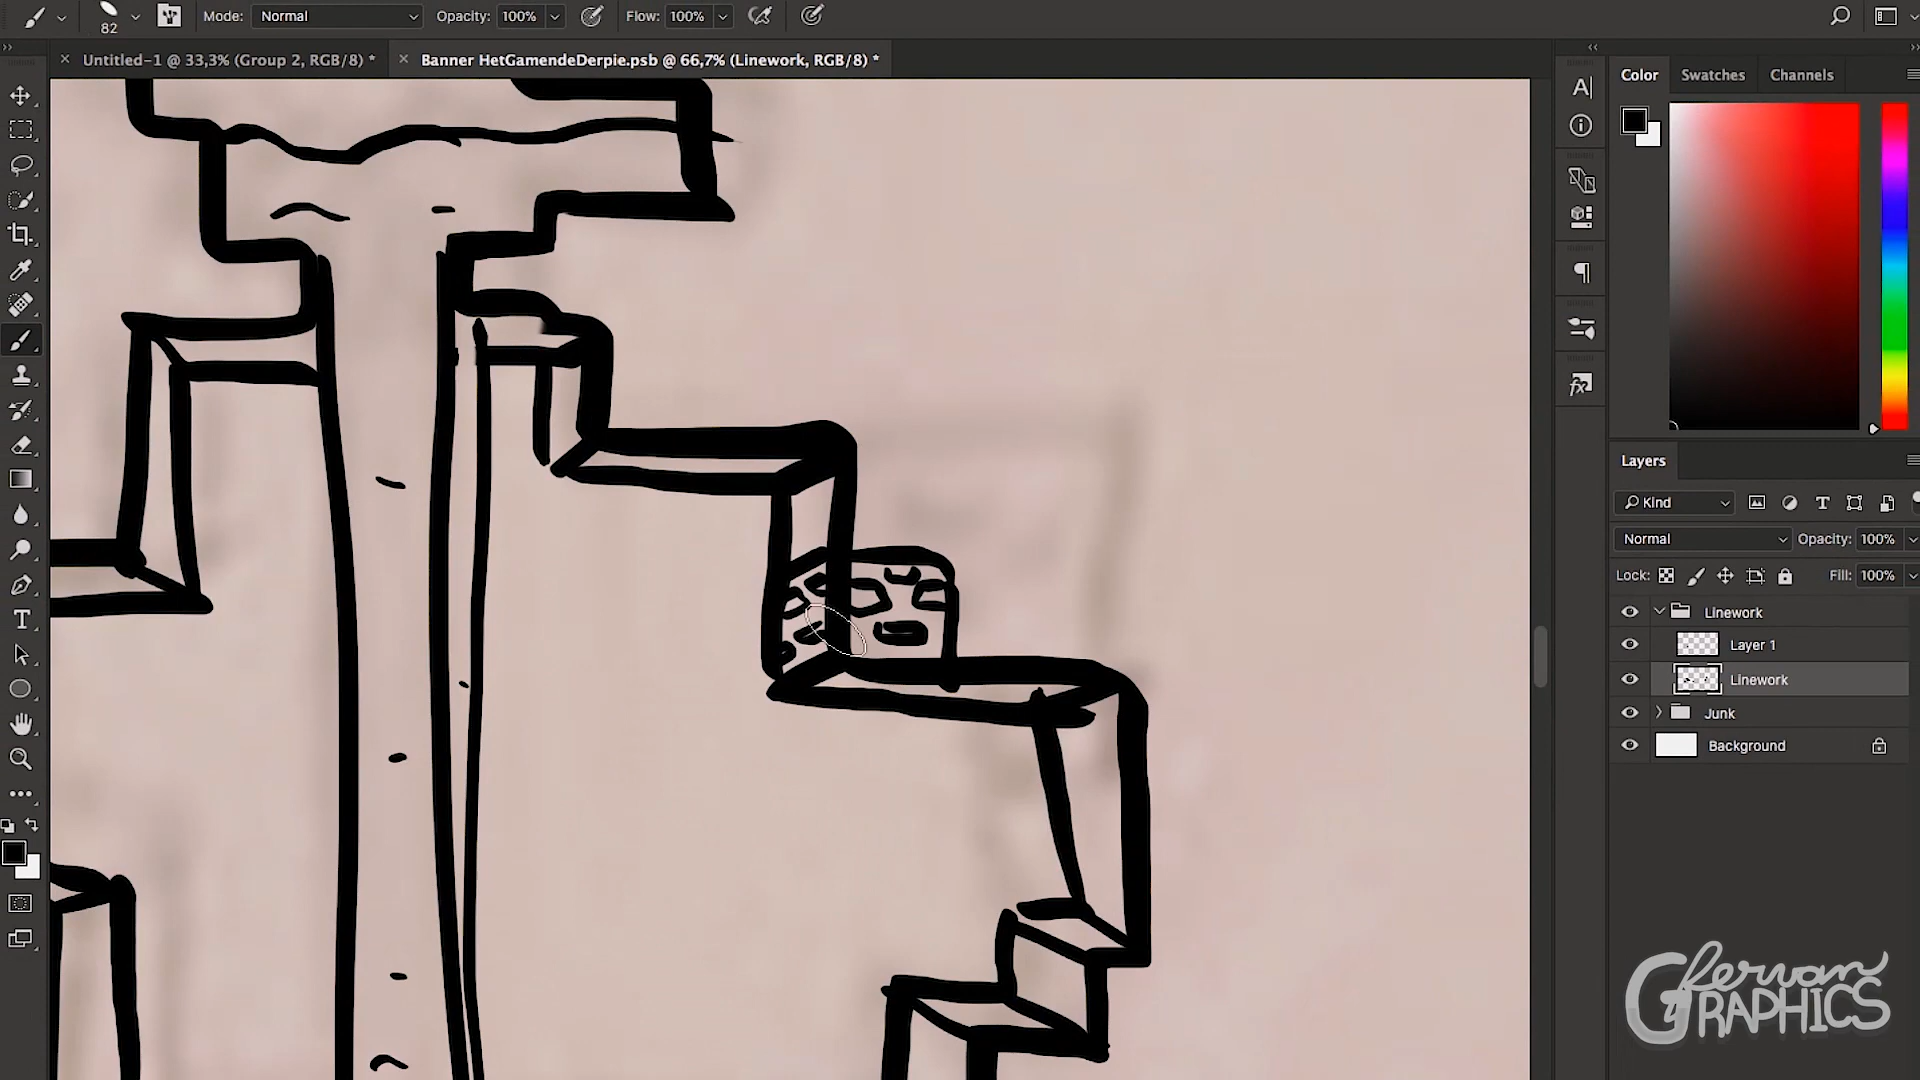 Mode: Normal Opacity: 100% Flow: 100%
82
Untitled-1 @ 33,3% (Group 2, RGB/8) * Banner HetGamendeDerpie.psb @ 66,7% (Linework, RGB/8) *
Color Swatches Channels
Layers
Kind
Normal Opacity: 100%
Lock: Fill: 100%
Linework
Layer 1
Linework
Junk
Background
Gfervan
GRAPHICS